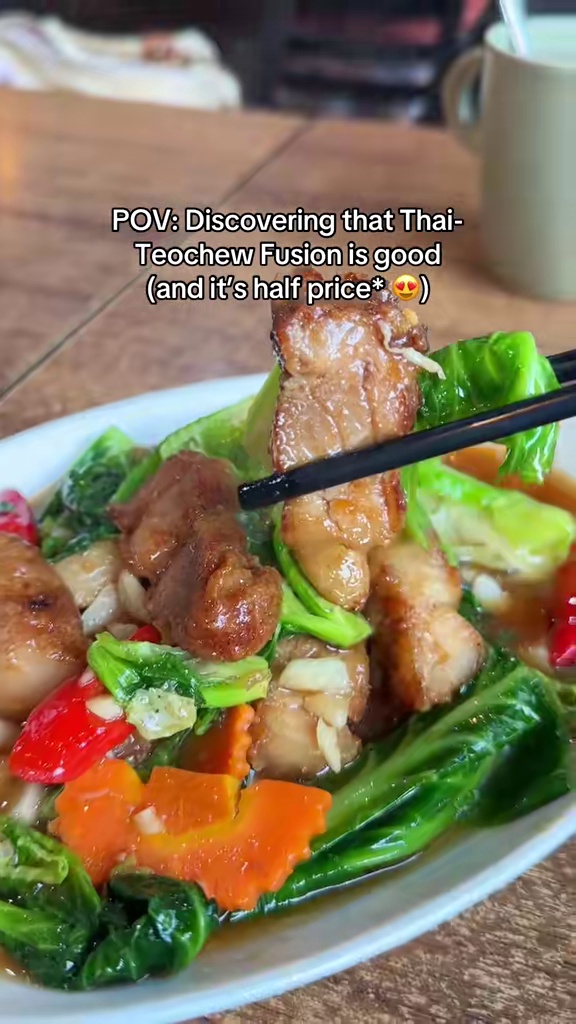 POV: Discovering that Thai-
Teochew Fusion is good
(and it’s half price* 😍)